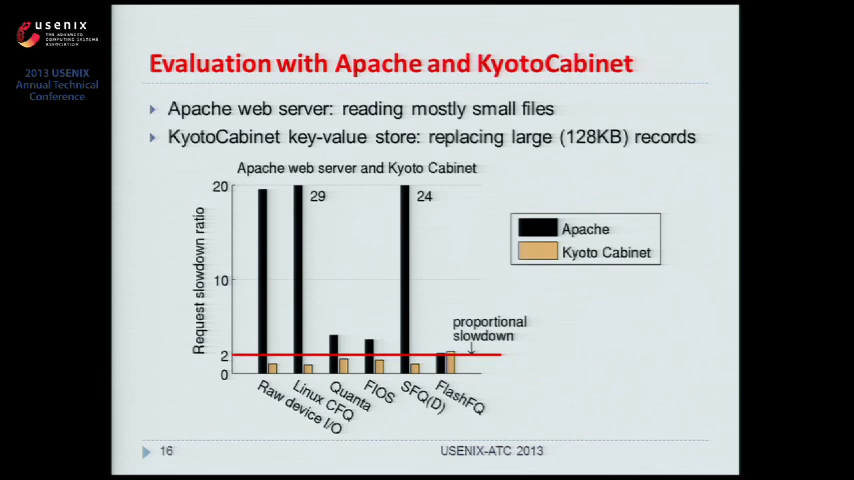 usenix
THE ADVANCED
COMPUTING SYSTEMS
ASSOCIATION
2013 USENIX
Annual Technical
Conference
Evaluation with Apache and KyotoCabinet
Apache web server: reading mostly small files
KyotoCabinet key-value store: replacing large (128KB) records
Apache web server and Kyoto Cabinet
Request slowdown ratio
20
10
2
0
29
24
Apache
Kyoto Cabinet
proportional
slowdown
Raw device I/O
Linux CFQ
Quanta
FIOS
SFQ(D)
FlashFQ
16
USENIX-ATC 2013